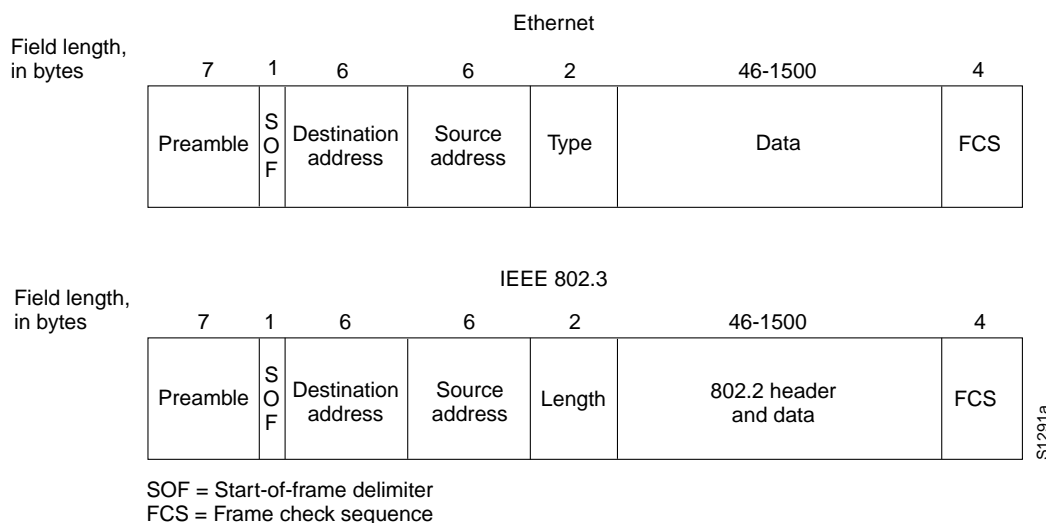 Ethernet
Field length,
in bytes
7 1 6 6 2 46-1500 4
Preamble
S
O
F
Destination
address
Source
address
Type
Data
FCS
IEEE 802.3
Field length,
in bytes
7 1 6 6 2 46-1500 4
Preamble
S
O
F
Destination
address
Source
address
Length
802.2 header
and data
FCS
S1291a
SOF = Start-of-frame delimiter
FCS = Frame check sequence